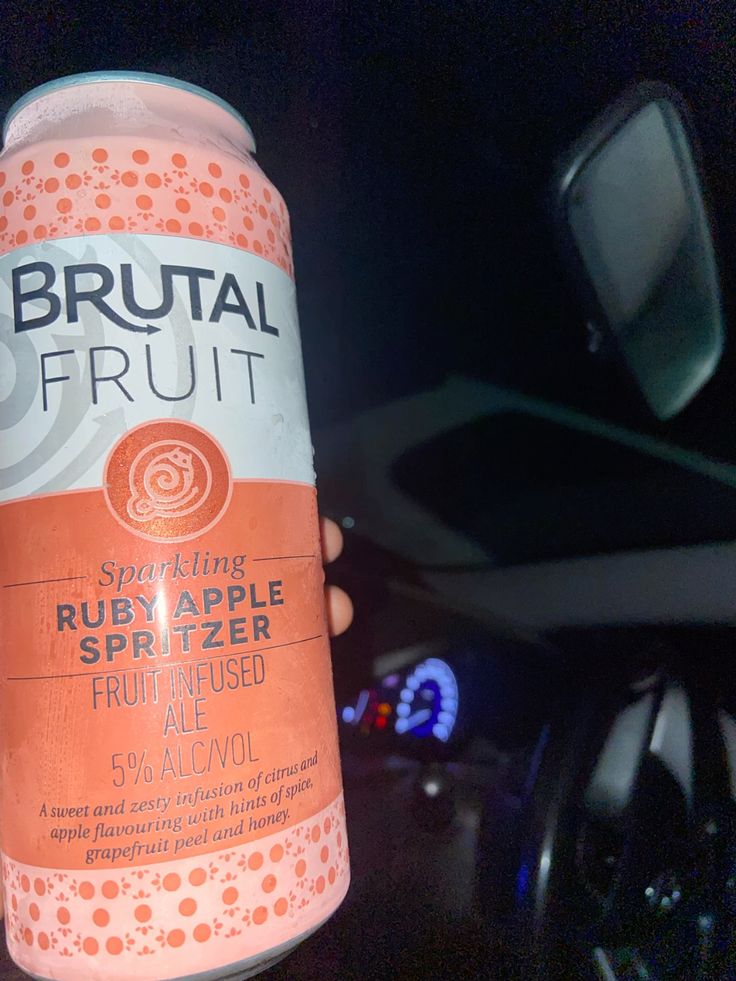 BRUTAL
FRUIT
Sparkling
RUBY APPLE
SPRITZER
FRUIT INFUSED
ALE
5% ALC/VOL
A sweet and zesty infusion of citrus and
apple flavouring with hints of spice,
grapefruit peel and honey.